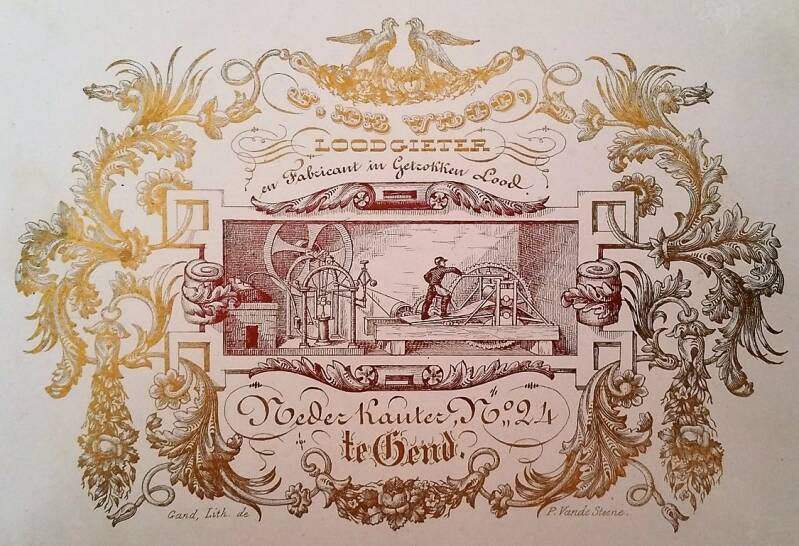 LOODGIETER
en Fabricant in Getrokken Lood.
Neder Kauter, No. 24
te Gend.
Gand, Lith. de P. Vande Steene.